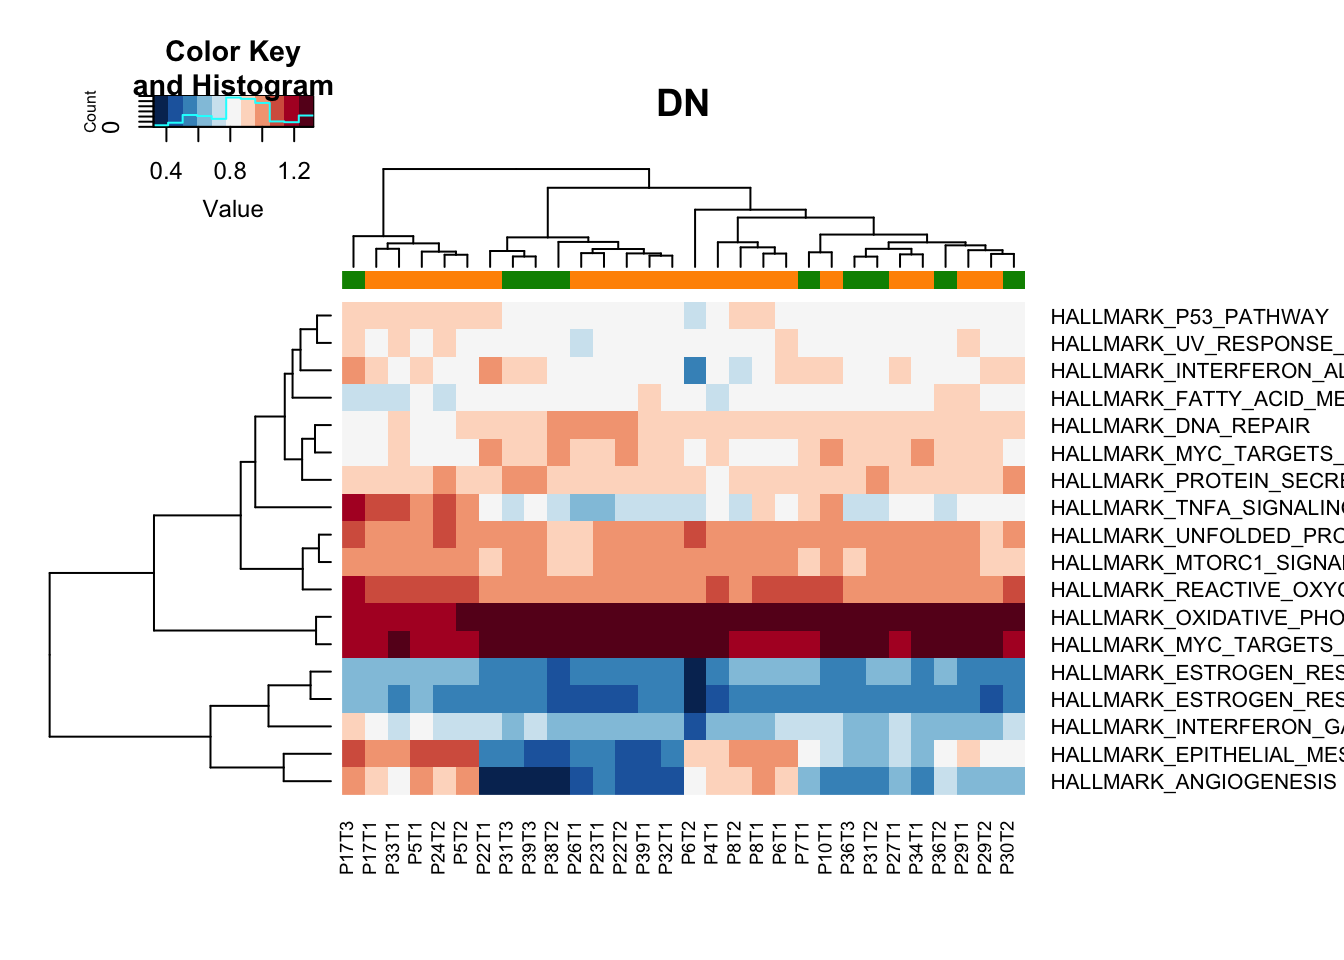 Color Key
and Histogram
Count
0
0.4 0.8 1.2
Value
DN
HALLMARK_P53_PATHWAY
HALLMARK_UV_RESPONSE_
HALLMARK_INTERFERON_AL
HALLMARK_FATTY_ACID_ME
HALLMARK_DNA_REPAIR
HALLMARK_MYC_TARGETS_
HALLMARK_PROTEIN_SECRE
HALLMARK_TNFA_SIGNALING
HALLMARK_UNFOLDED_PRO
HALLMARK_MTORC1_SIGNAL
HALLMARK_REACTIVE_OXYG
HALLMARK_OXIDATIVE_PHO
HALLMARK_MYC_TARGETS_
HALLMARK_ESTROGEN_RES
HALLMARK_ESTROGEN_RES
HALLMARK_INTERFERON_GA
HALLMARK_EPITHELIAL_MES
HALLMARK_ANGIOGENESIS
P17T3
P17T1
P33T1
P5T1
P24T2
P5T2
P22T1
P31T3
P39T3
P38T2
P26T1
P23T1
P22T2
P39T1
P32T1
P6T2
P4T1
P8T2
P8T1
P6T1
P7T1
P10T1
P36T3
P31T2
P27T1
P34T1
P36T2
P29T1
P29T2
P30T2